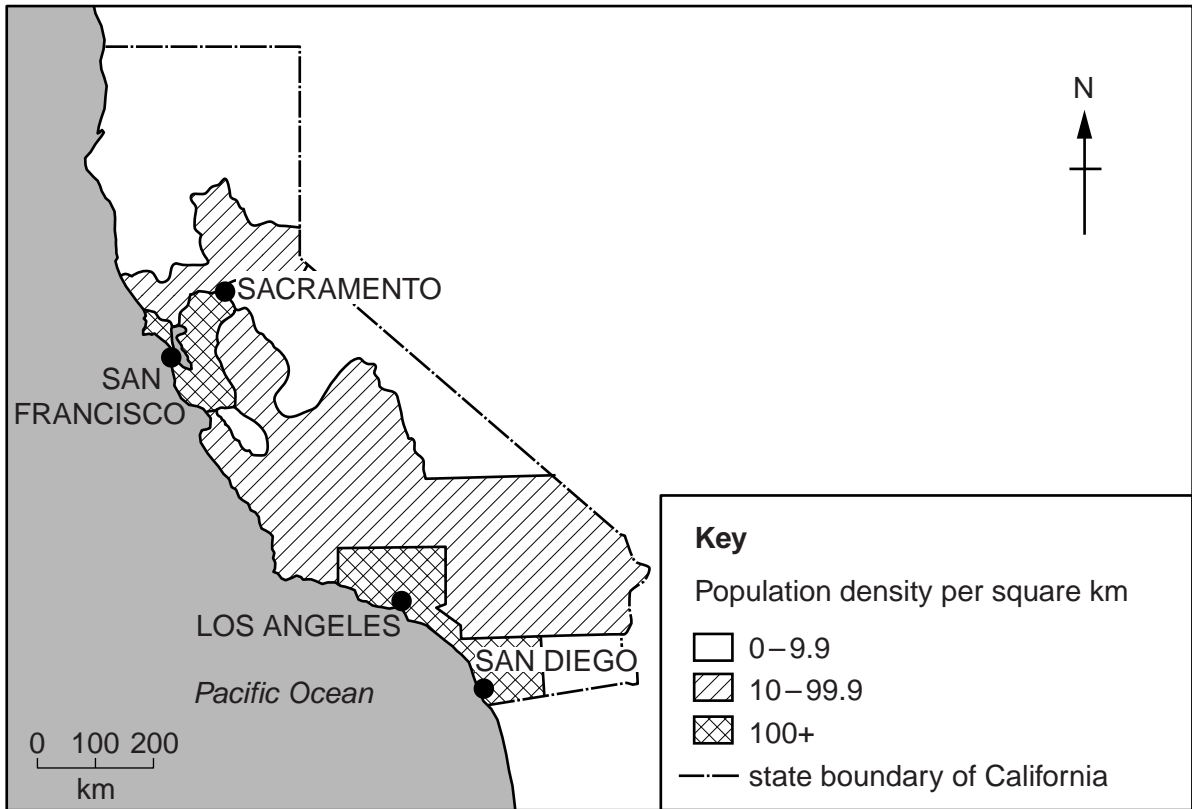 N
SACRAMENTO
SAN
FRANCISCO
LOS ANGELES
SAN DIEGO
Pacific Ocean
0 100 200
km
Key
Population density per square km
0–9.9
10–99.9
100+
state boundary of California